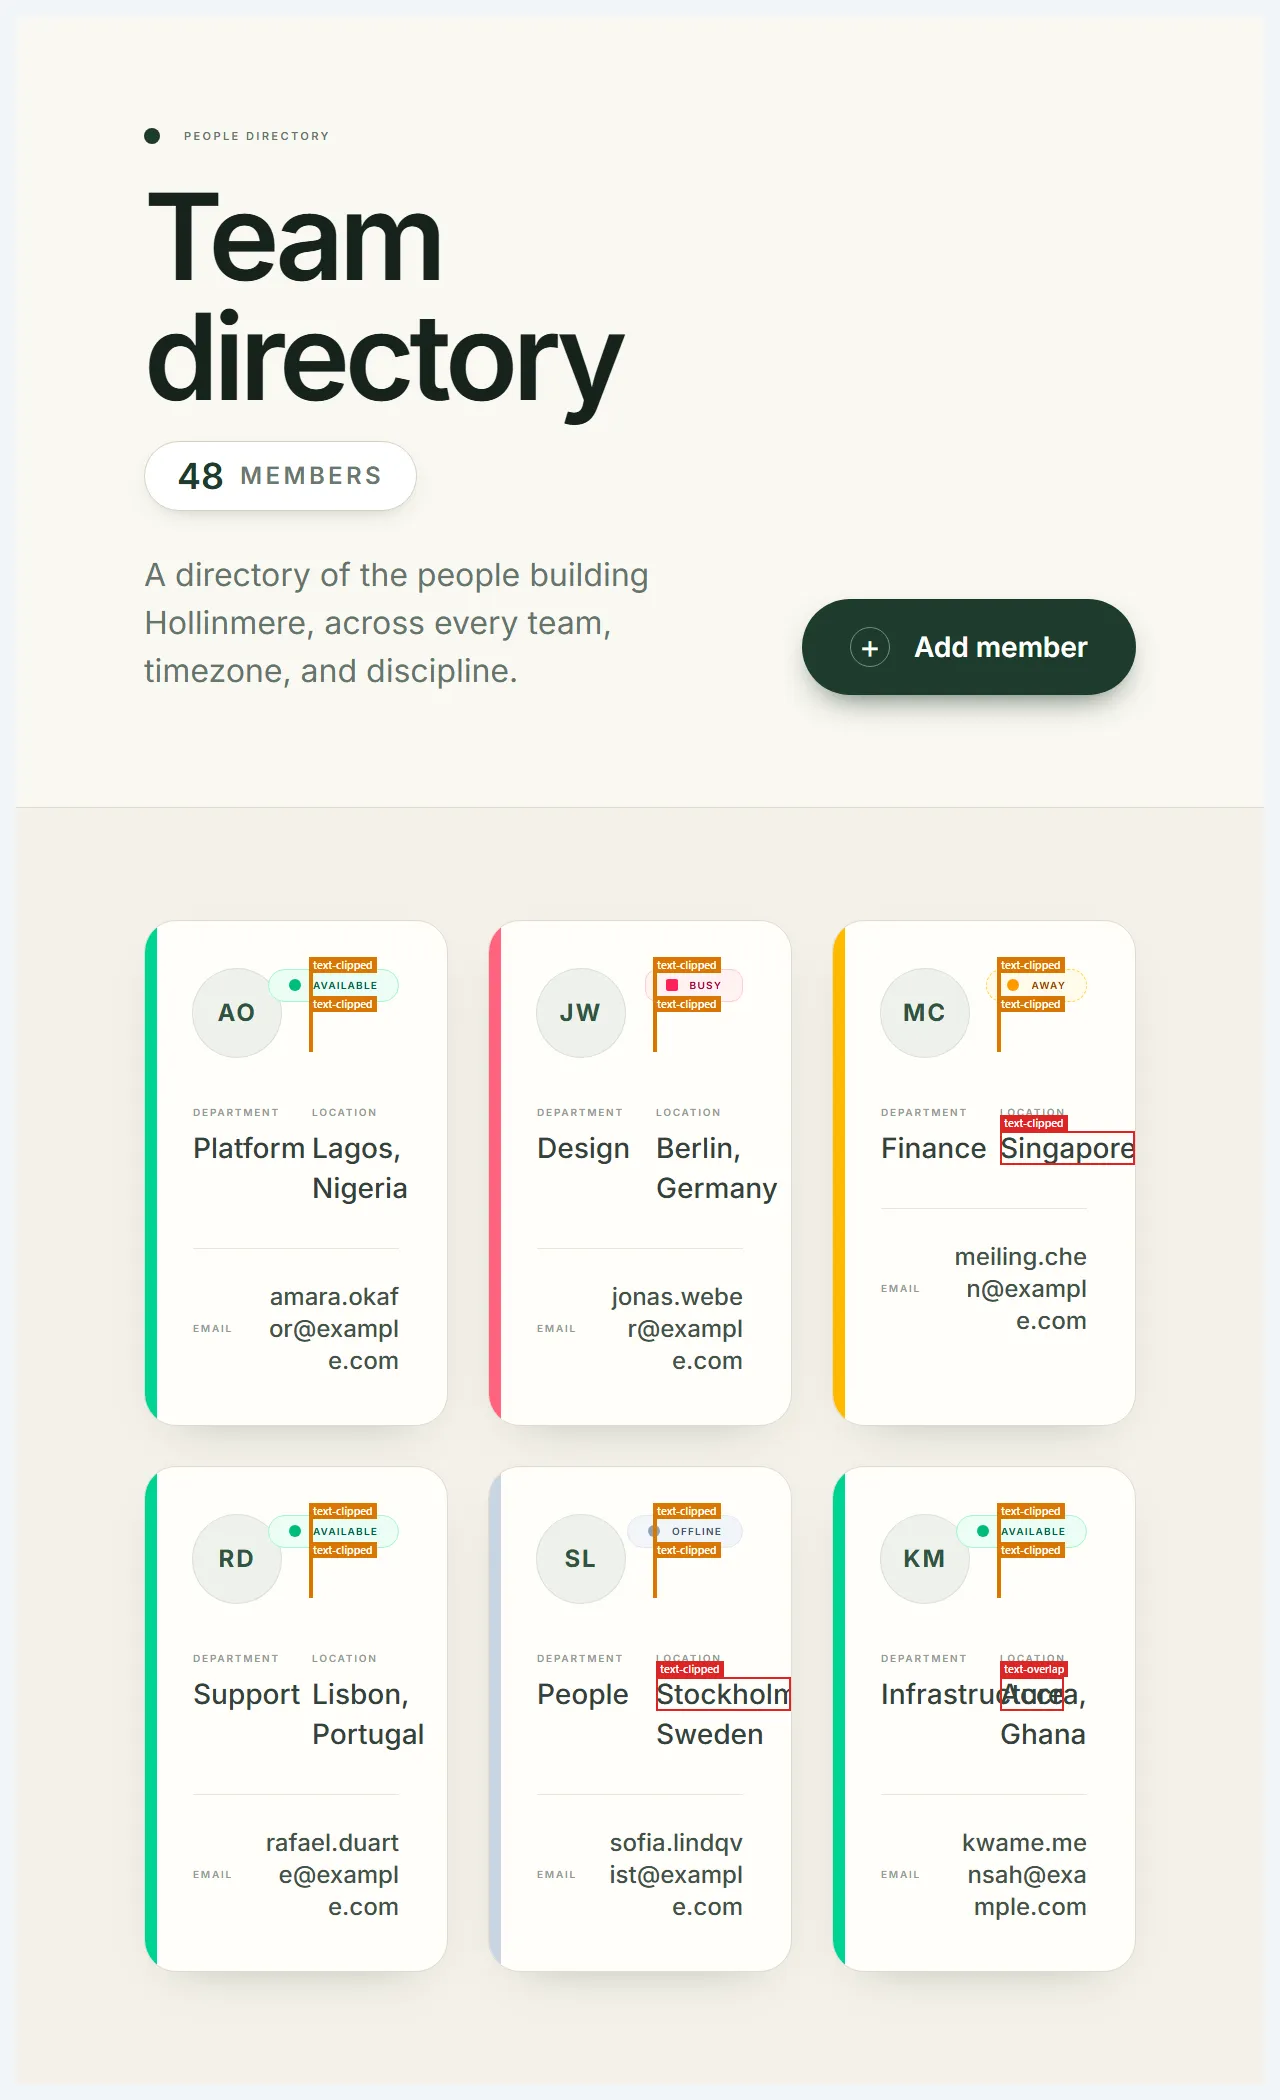 PEOPLE DIRECTORY
Team
directory
48 MEMBERS
A directory of the people building
Hollinmere, across every team,
timezone, and discipline.
+ Add member
AO
text-clipped
AVAILABLE
text-clipped
DEPARTMENT LOCATION
Platform Lagos,
Nigeria
EMAIL
amara.okaf
or@exampl
e.com
JW
text-clipped
BUSY
text-clipped
DEPARTMENT LOCATION
Design Berlin,
Germany
EMAIL
jonas.webe
r@exampl
e.com
MC
text-clipped
AWAY
text-clipped
DEPARTMENT LOCATION
text-clipped
Finance Singapore
EMAIL
meiling.che
n@exampl
e.com
RD
text-clipped
AVAILABLE
text-clipped
DEPARTMENT LOCATION
Support Lisbon,
Portugal
EMAIL
rafael.duart
e@exampl
e.com
SL
text-clipped
OFFLINE
text-clipped
DEPARTMENT LOCATION
text-clipped
People Stockholm
Sweden
EMAIL
sofia.lindqv
ist@exampl
e.com
KM
text-clipped
AVAILABLE
text-clipped
DEPARTMENT LOCATION
text-overlap
Infrastructure Accra,
Ghana
EMAIL
kwame.me
nsah@exa
mple.com